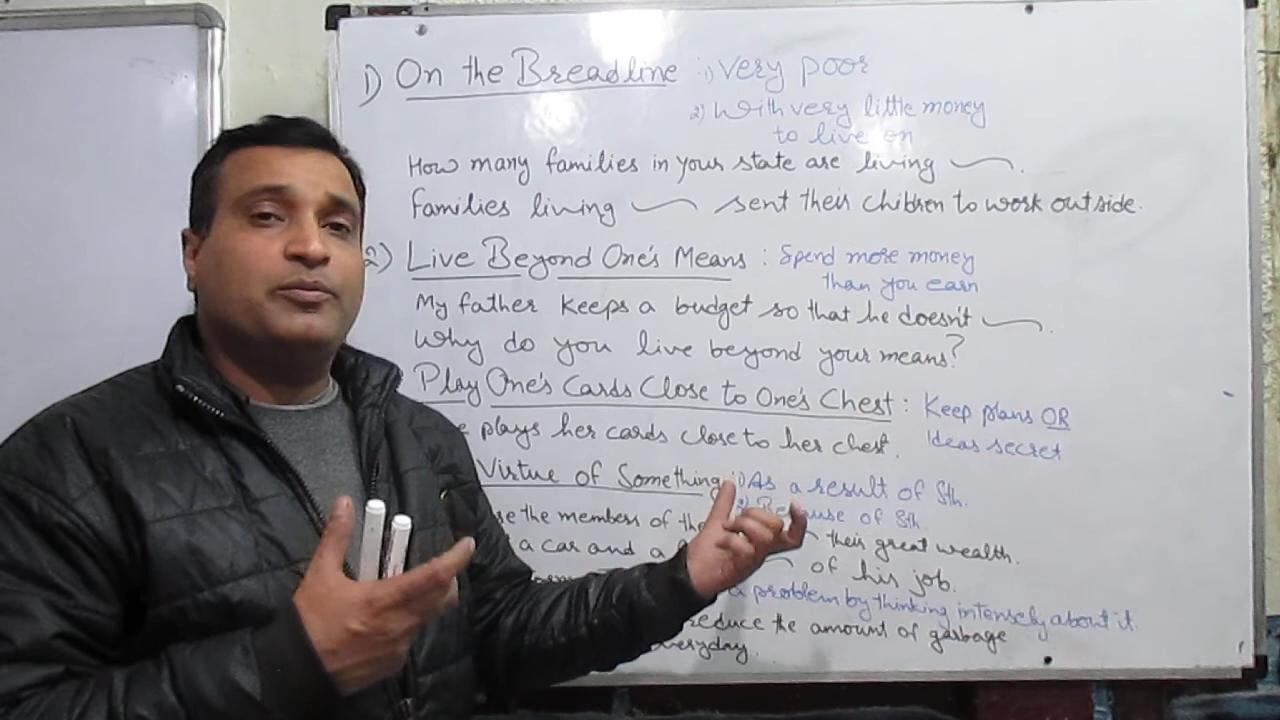 1) On the Breadline : 1) Very poor
2) With very little money
to live on
How many families in your state are living ⁓.
Families living ⁓ sent their children to work outside.
2) Live Beyond One's Means : Spend more money
than you earn
My father keeps a budget so that he doesn't ⁓.
Why do you live beyond your means?
Play One's Cards Close to One's Chest : Keep plans OR
Ideas secret
plays her cards close to her chest.
Virtue of Something : 1) As a result of Sth.
2) Because of Sth.
the members of the ⁓ their great wealth.
a car and a ⁓ of his job.
a problem by thinking intensely about it.
reduce the amount of garbage
everyday.